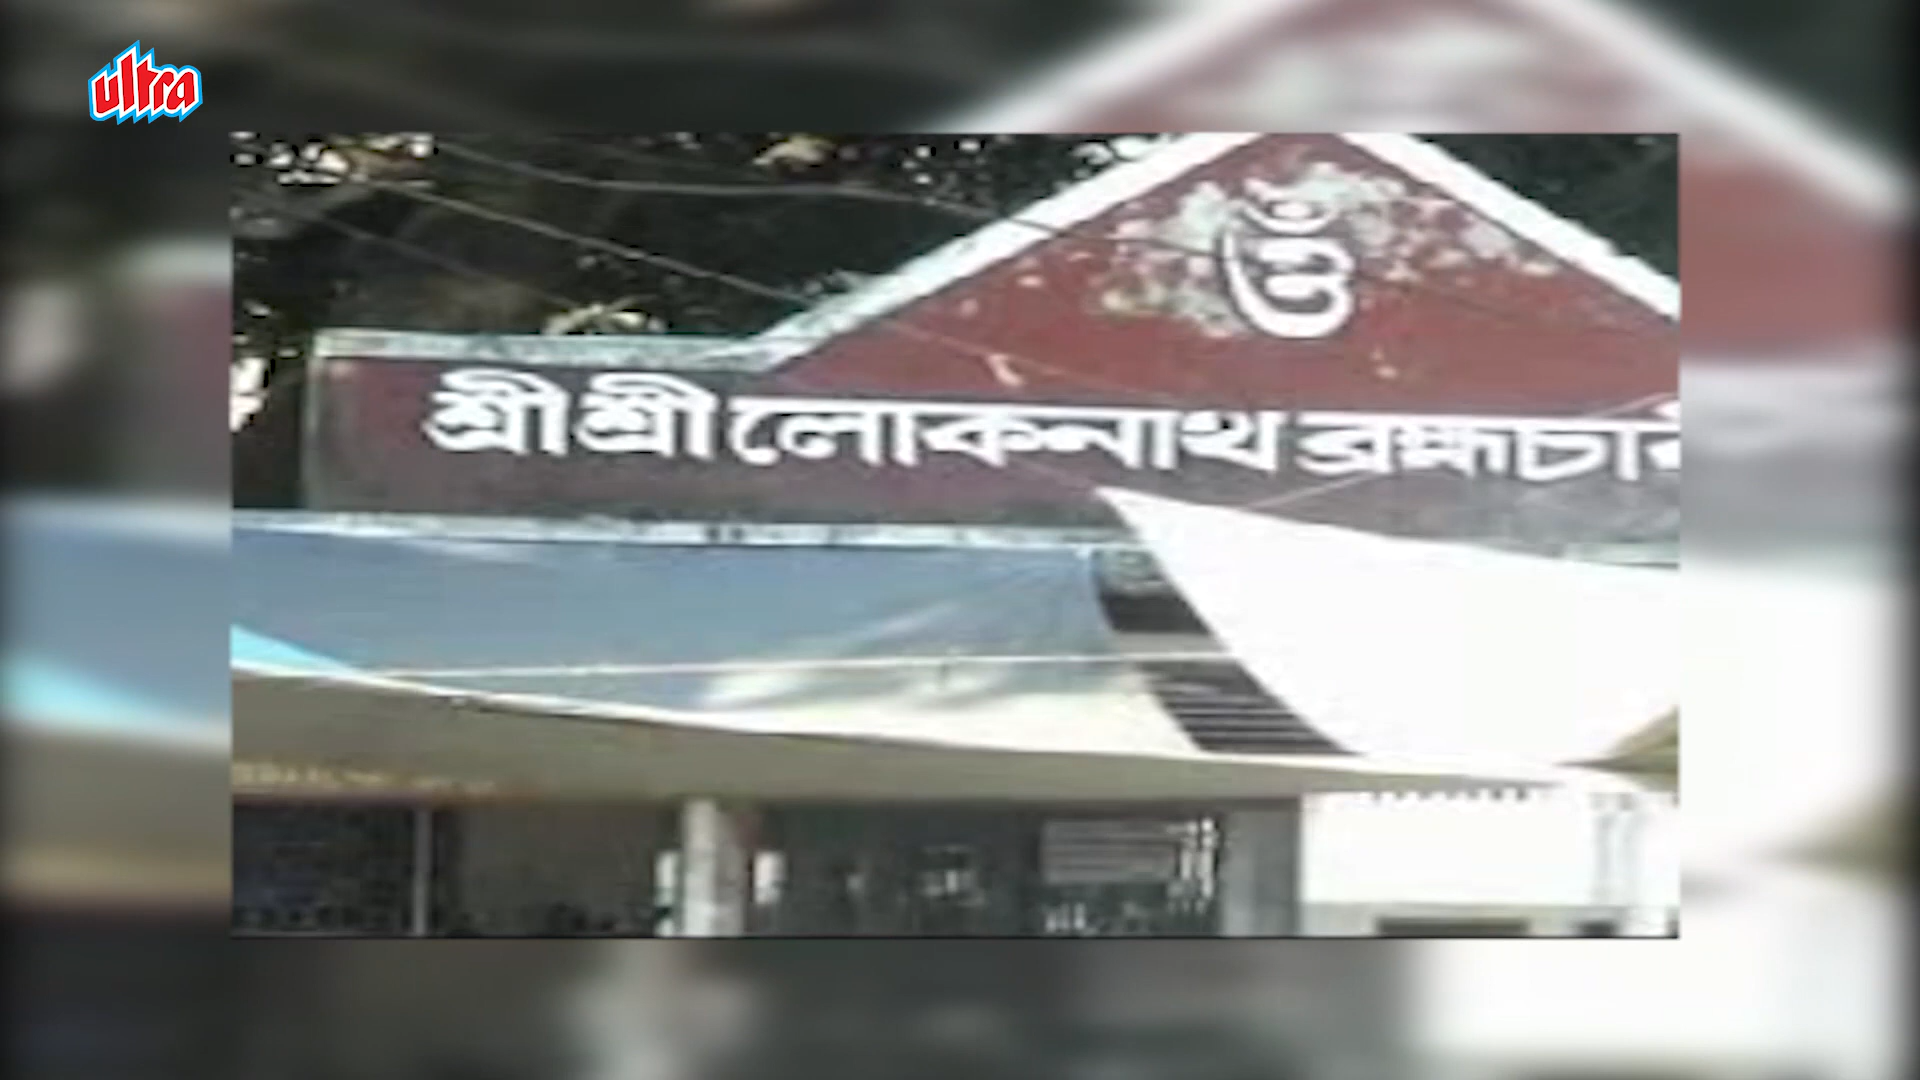 ultra
ওঁ
শ্রী শ্রী লোকনাথ ব্রহ্মচারী